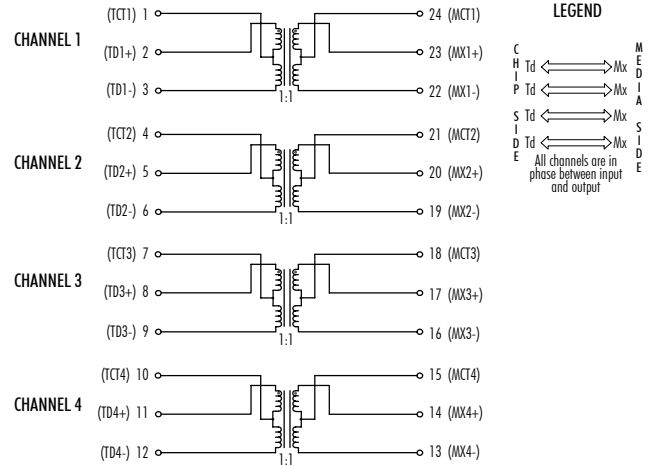 CHANNEL 1
(TCT1) 1
24 (MCT1)
(TD1+) 2
23 (MX1+)
(TD1-) 3
22 (MX1-)
1:1
CHANNEL 2
(TCT2) 4
21 (MCT2)
(TD2+) 5
20 (MX2+)
(TD2-) 6
19 (MX2-)
1:1
CHANNEL 3
(TCT3) 7
18 (MCT3)
(TD3+) 8
17 (MX3+)
(TD3-) 9
16 (MX3-)
1:1
CHANNEL 4
(TCT4) 10
15 (MCT4)
(TD4+) 11
14 (MX4+)
(TD4-) 12
13 (MX4-)
1:1
LEGEND
CHIP SIDE
Td Mx
Td Mx
Td Mx
Td Mx
MEDIA SIDE
All channels are in
phase between input
and output